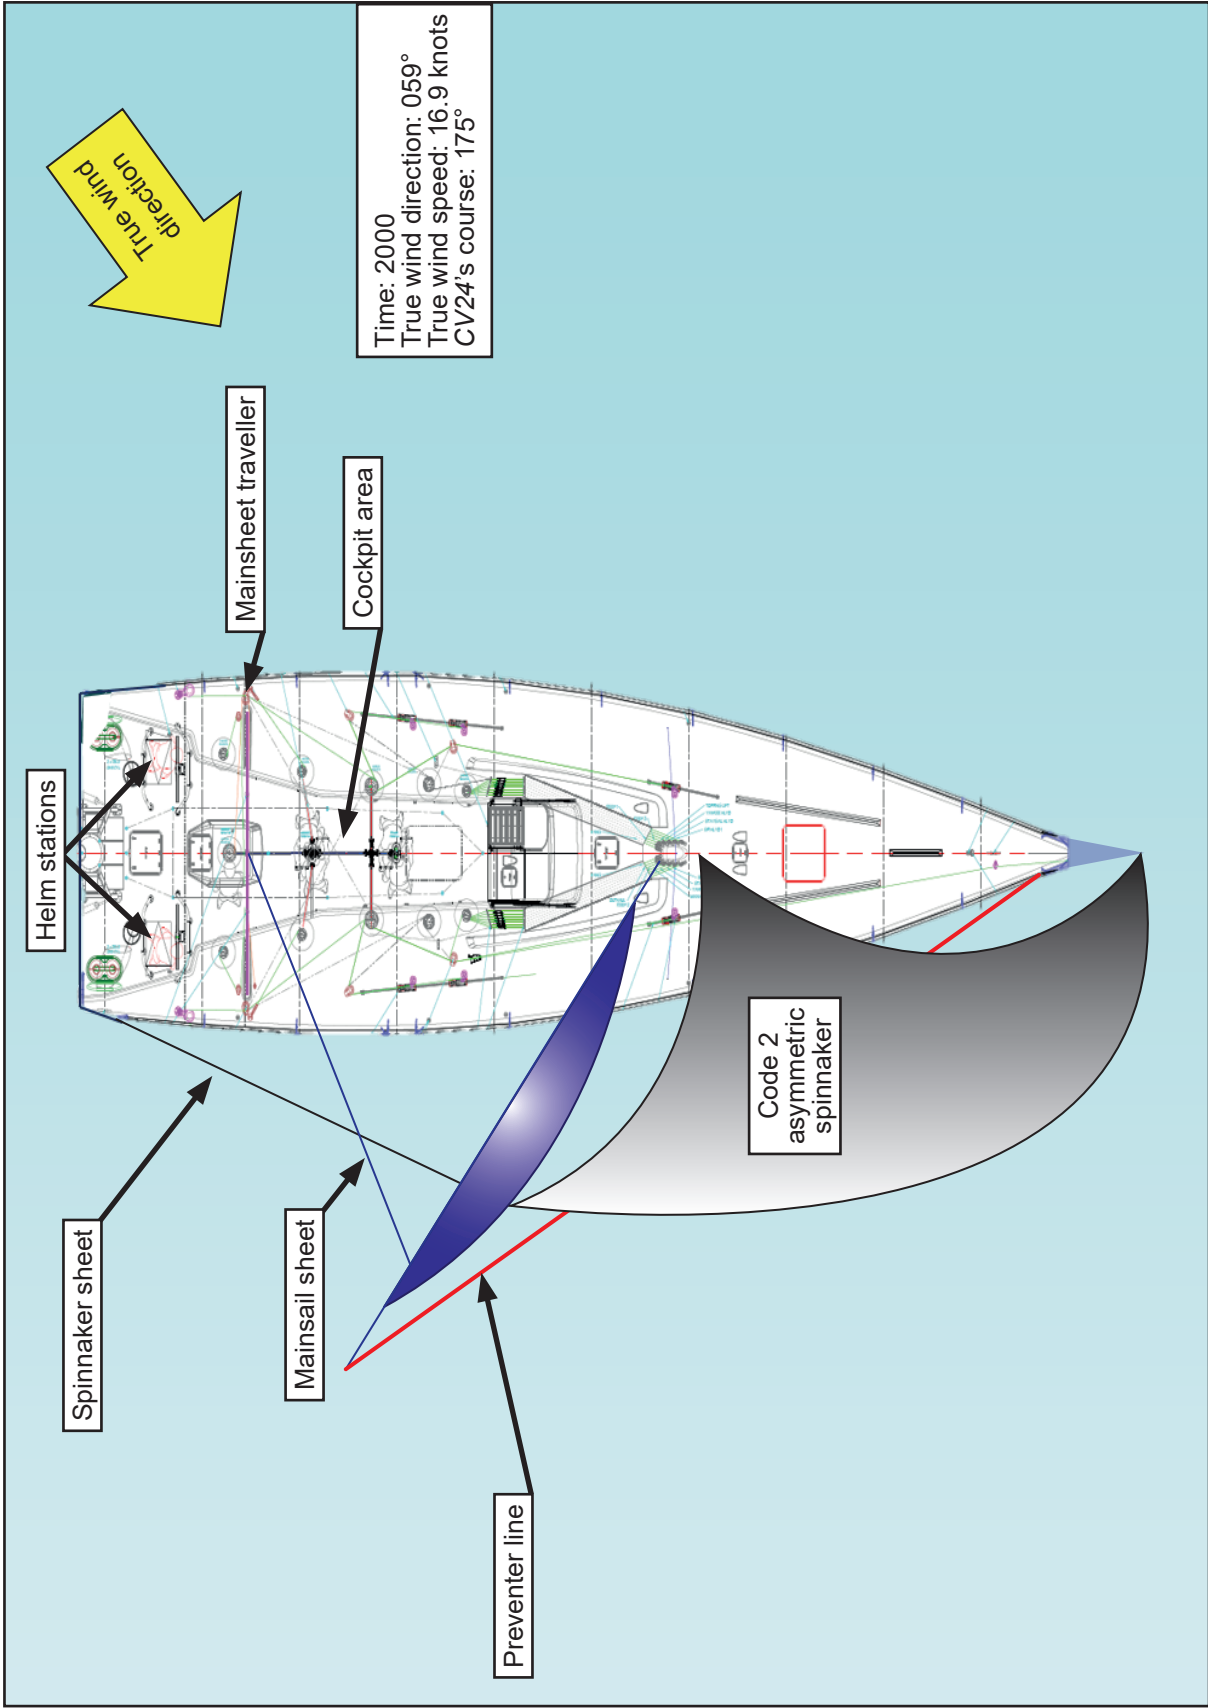 Helm stations
Spinnaker sheet
Mainsail sheet
Preventer line
Mainsheet traveller
Cockpit area
True wind
direction
Time: 2000
True wind direction: 059°
True wind speed: 16.9 knots
CV24's course: 175°
Code 2
asymmetric
spinnaker